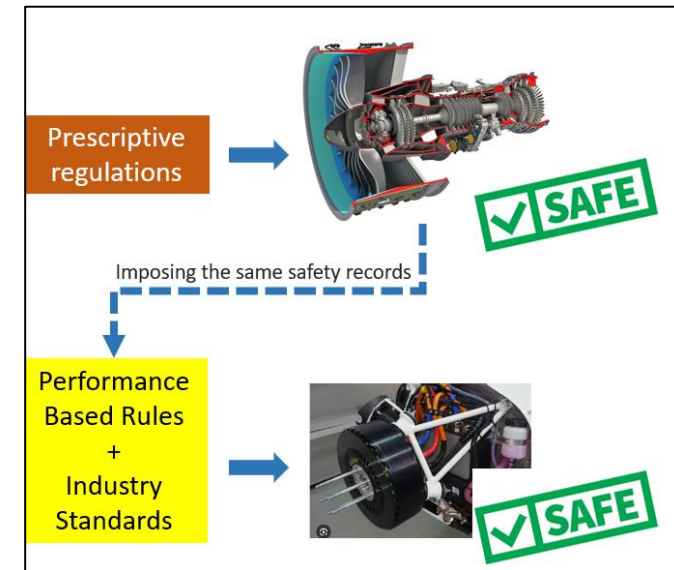 Prescriptive
regulations
SAFE
Imposing the same safety records
Performance
Based Rules
+
Industry
Standards
SAFE